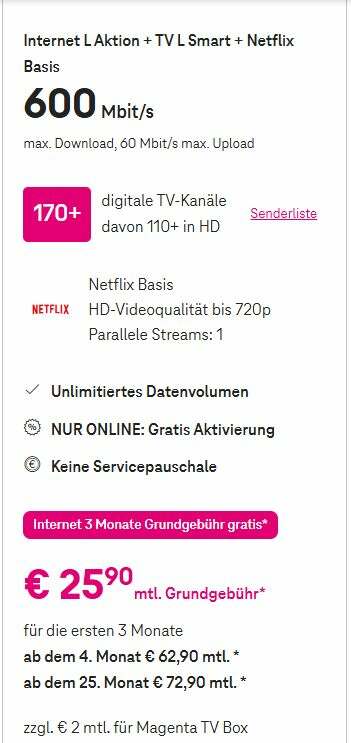 Internet L Aktion + TV L Smart + Netflix
Basis
600 Mbit/s
max. Download, 60 Mbit/s max. Upload
170+
digitale TV-Kanäle
davon 110+ in HD
Senderliste
NETFLIX
Netflix Basis
HD-Videoqualität bis 720p
Parallele Streams: 1
Unlimitiertes Datenvolumen
NUR ONLINE: Gratis Aktivierung
Keine Servicepauschale
Internet 3 Monate Grundgebühr gratis*
€ 25⁹⁰ mtl. Grundgebühr*
für die ersten 3 Monate
ab dem 4. Monat € 62,90 mtl. *
ab dem 25. Monat € 72,90 mtl. *
zzgl. € 2 mtl. für Magenta TV Box